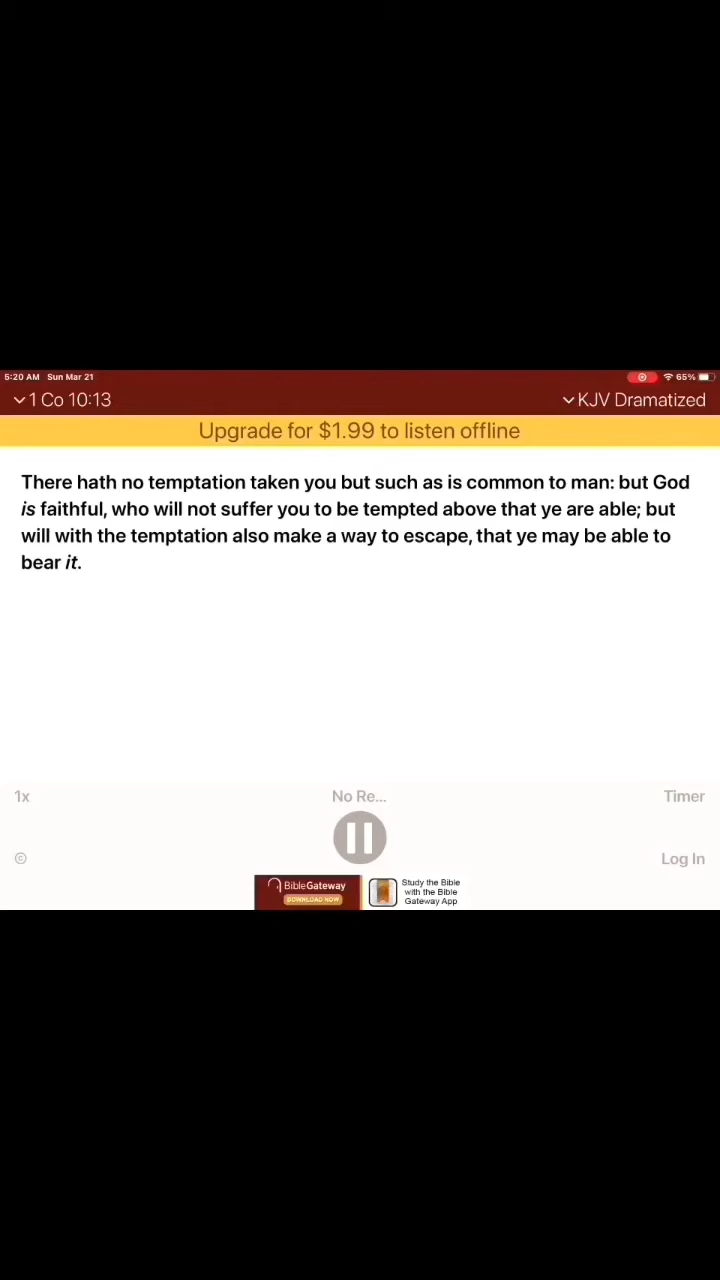 5:20 AM Sun Mar 21
65%
1 Co 10:13
KJV Dramatized
Upgrade for $1.99 to listen offline
There hath no temptation taken you but such as is common to man: but God
is faithful, who will not suffer you to be tempted above that ye are able; but
will with the temptation also make a way to escape, that ye may be able to
bear it.
1x
No Re...
Timer
©
Log In
BibleGateway
DOWNLOAD NOW
Study the Bible
with the Bible
Gateway App